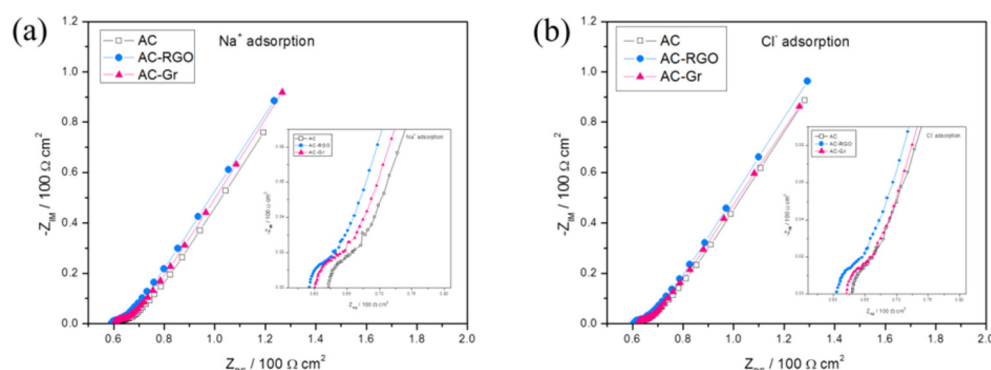 (a)
Na+ adsorption
AC
AC-RGO
AC-Gr
-Z_IM / 100 Ω cm²
1.2
1.0
0.8
0.6
0.4
0.2
0.0
0.6 0.8 1.0 1.2 1.4 1.6 1.8 2.0
/ 100 Ω cm²
Na+ adsorption
AC
AC-RGO
AC-Gr
(b)
Cl- adsorption
AC
AC-RGO
AC-Gr
-Z_IM / 100 Ω cm²
1.2
1.0
0.8
0.6
0.4
0.2
0.0
0.6 0.8 1.0 1.2 1.4 1.6 1.8 2.0
/ 100 Ω cm²
Cl- adsorption
AC
AC-RGO
AC-Gr